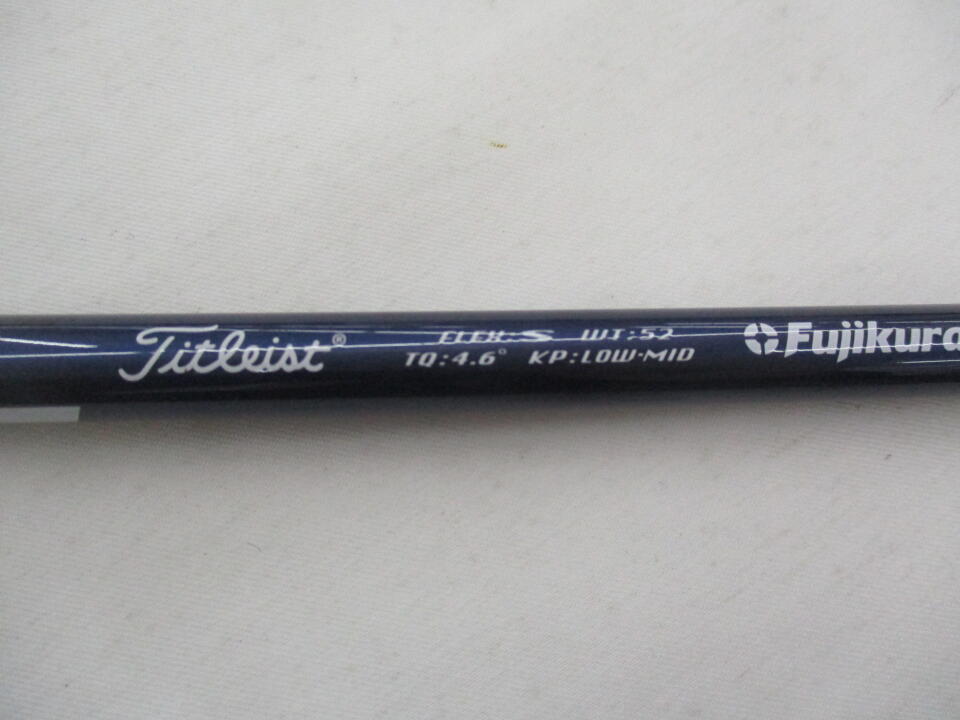 Titleist®
FLEX:S WT:52
TQ:4.6° KP:LOW-MID
Fujikura